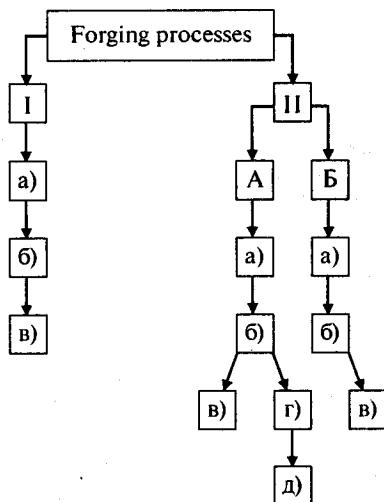 Forging processes
I II
а) А Б
б) а) а)
в) б) б)
в) г) в)
д)